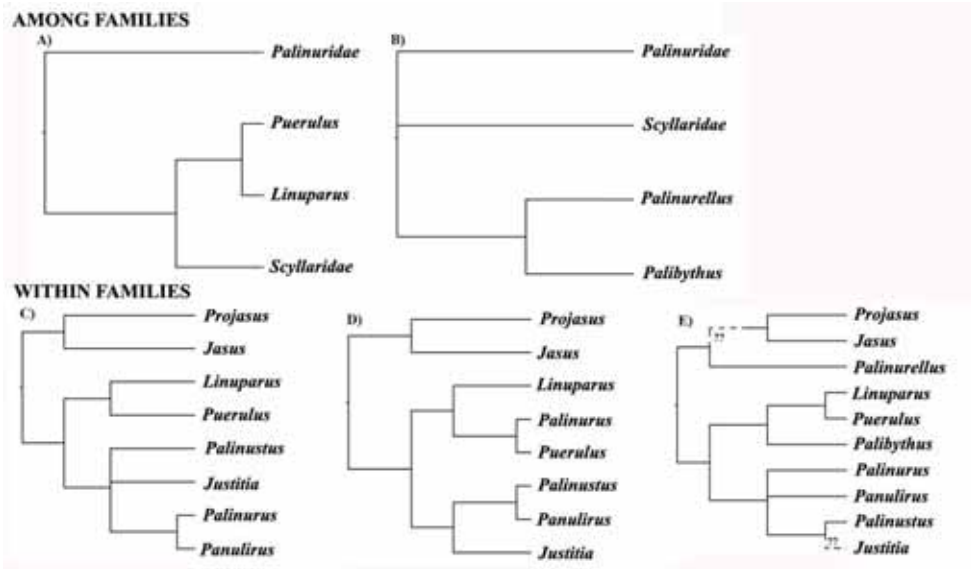 AMONG FAMILIES
A)
Palinuridae
Puerulus
Linuparus
Scyllaridae
B)
Palinuridae
Scyllaridae
Palinurellus
Palibythus
WITHIN FAMILIES
C)
Projasus
Jasus
Linuparus
Puerulus
Palinustus
Justitia
Palinurus
Panulirus
D)
Projasus
Jasus
Linuparus
Palinurus
Puerulus
Palinustus
Panulirus
Justitia
E)
??
Projasus
Jasus
Palinurellus
Linuparus
Puerulus
Palibythus
Palinurus
Panulirus
Palinustus
??
Justitia